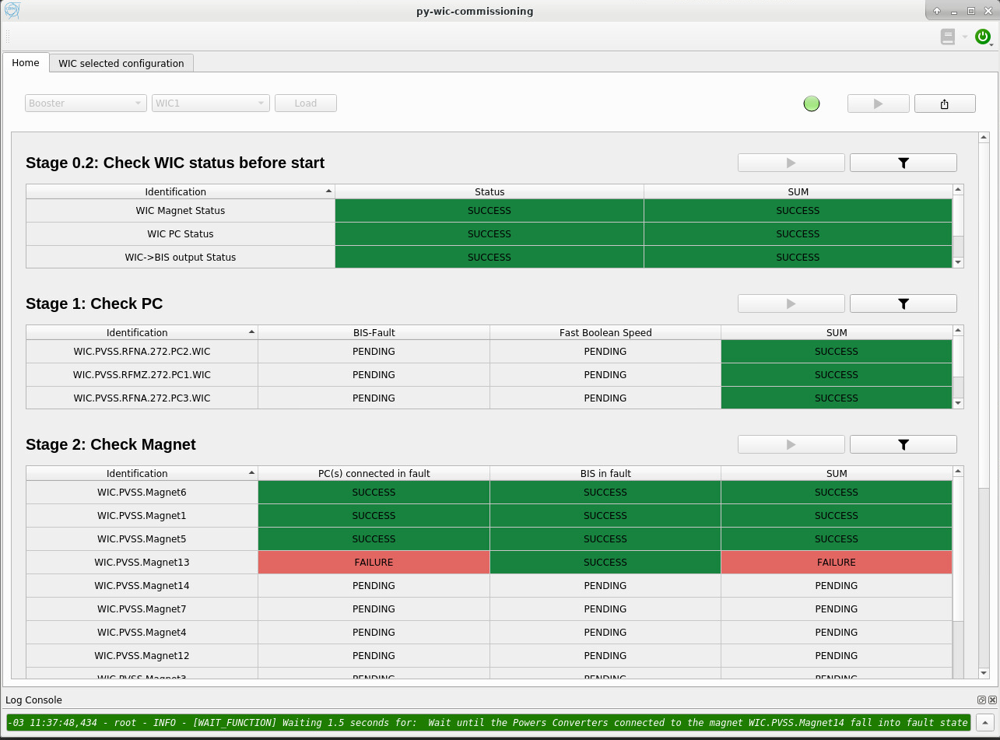 py-wic-commissioning
Home WIC selected configuration
Booster WIC1 Load
Stage 0.2: Check WIC status before start
Identification Status SUM
WIC Magnet Status SUCCESS SUCCESS
WIC PC Status SUCCESS SUCCESS
WIC->BIS output Status SUCCESS SUCCESS
Stage 1: Check PC
Identification BIS-Fault Fast Boolean Speed SUM
WIC.PVSS.RFNA.272.PC2.WIC PENDING PENDING SUCCESS
WIC.PVSS.RFMZ.272.PC1.WIC PENDING PENDING SUCCESS
WIC.PVSS.RFNA.272.PC3.WIC PENDING PENDING SUCCESS
Stage 2: Check Magnet
Identification PC(s) connected in fault BIS in fault SUM
WIC.PVSS.Magnet6 SUCCESS SUCCESS SUCCESS
WIC.PVSS.Magnet1 SUCCESS SUCCESS SUCCESS
WIC.PVSS.Magnet5 SUCCESS SUCCESS SUCCESS
WIC.PVSS.Magnet13 FAILURE SUCCESS FAILURE
WIC.PVSS.Magnet14 PENDING PENDING PENDING
WIC.PVSS.Magnet7 PENDING PENDING PENDING
WIC.PVSS.Magnet4 PENDING PENDING PENDING
WIC.PVSS.Magnet12 PENDING PENDING PENDING
WIC.PVSS.Magnet3 PENDING PENDING PENDING
Log Console
-03 11:37:48,434 - root - INFO - [WAIT_FUNCTION] Waiting 1.5 seconds for:  Wait until the Powers Converters connected to the magnet WIC.PVSS.Magnet14 fall into fault state